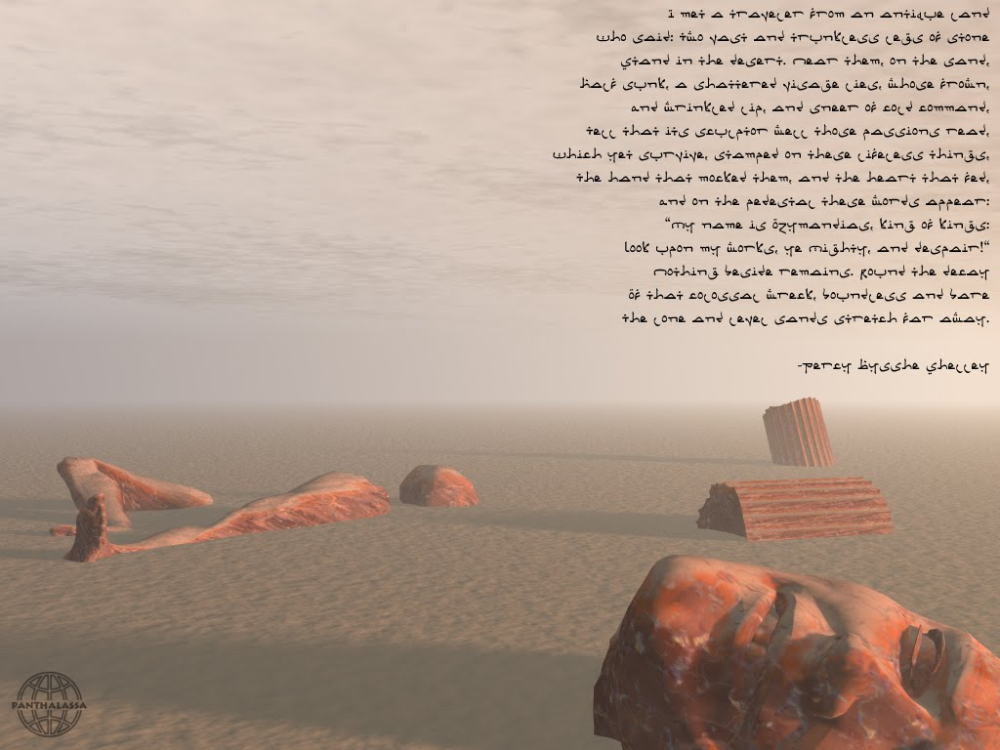 I met a traveler from an antique land
Who said: Two vast and trunkless legs of stone
Stand in the desert. Near them, on the sand,
Half sunk, a shattered visage lies, whose frown,
And wrinkled lip, and sneer of cold command,
Tell that its sculptor well those passions read,
Which yet survive, stamped on these lifeless things,
The hand that mocked them, and the heart that fed,
And on the pedestal these words appear:
"My name is Ozymandias, King of Kings:
Look upon my works, ye Mighty, and despair!"
Nothing beside remains. Round the decay
Of that colossal wreck, boundless and bare
The lone and level sands stretch far away.
-Percy Bysshe Shelley
PANTHALASSA